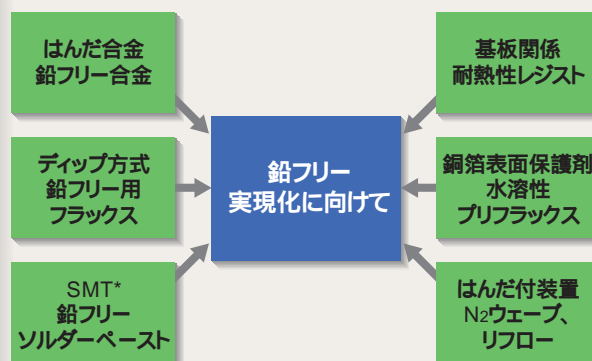 はんだ合金
鉛フリー合金
ディップ方式
鉛フリー用
フラックス
SMT*
鉛フリー
ソルダーペースト
鉛フリー
実現化に向けて
基板関係
耐熱性レジスト
銅箔表面保護剤
水溶性
プリフラックス
はんだ付装置
N2ウェーブ、
リフロー